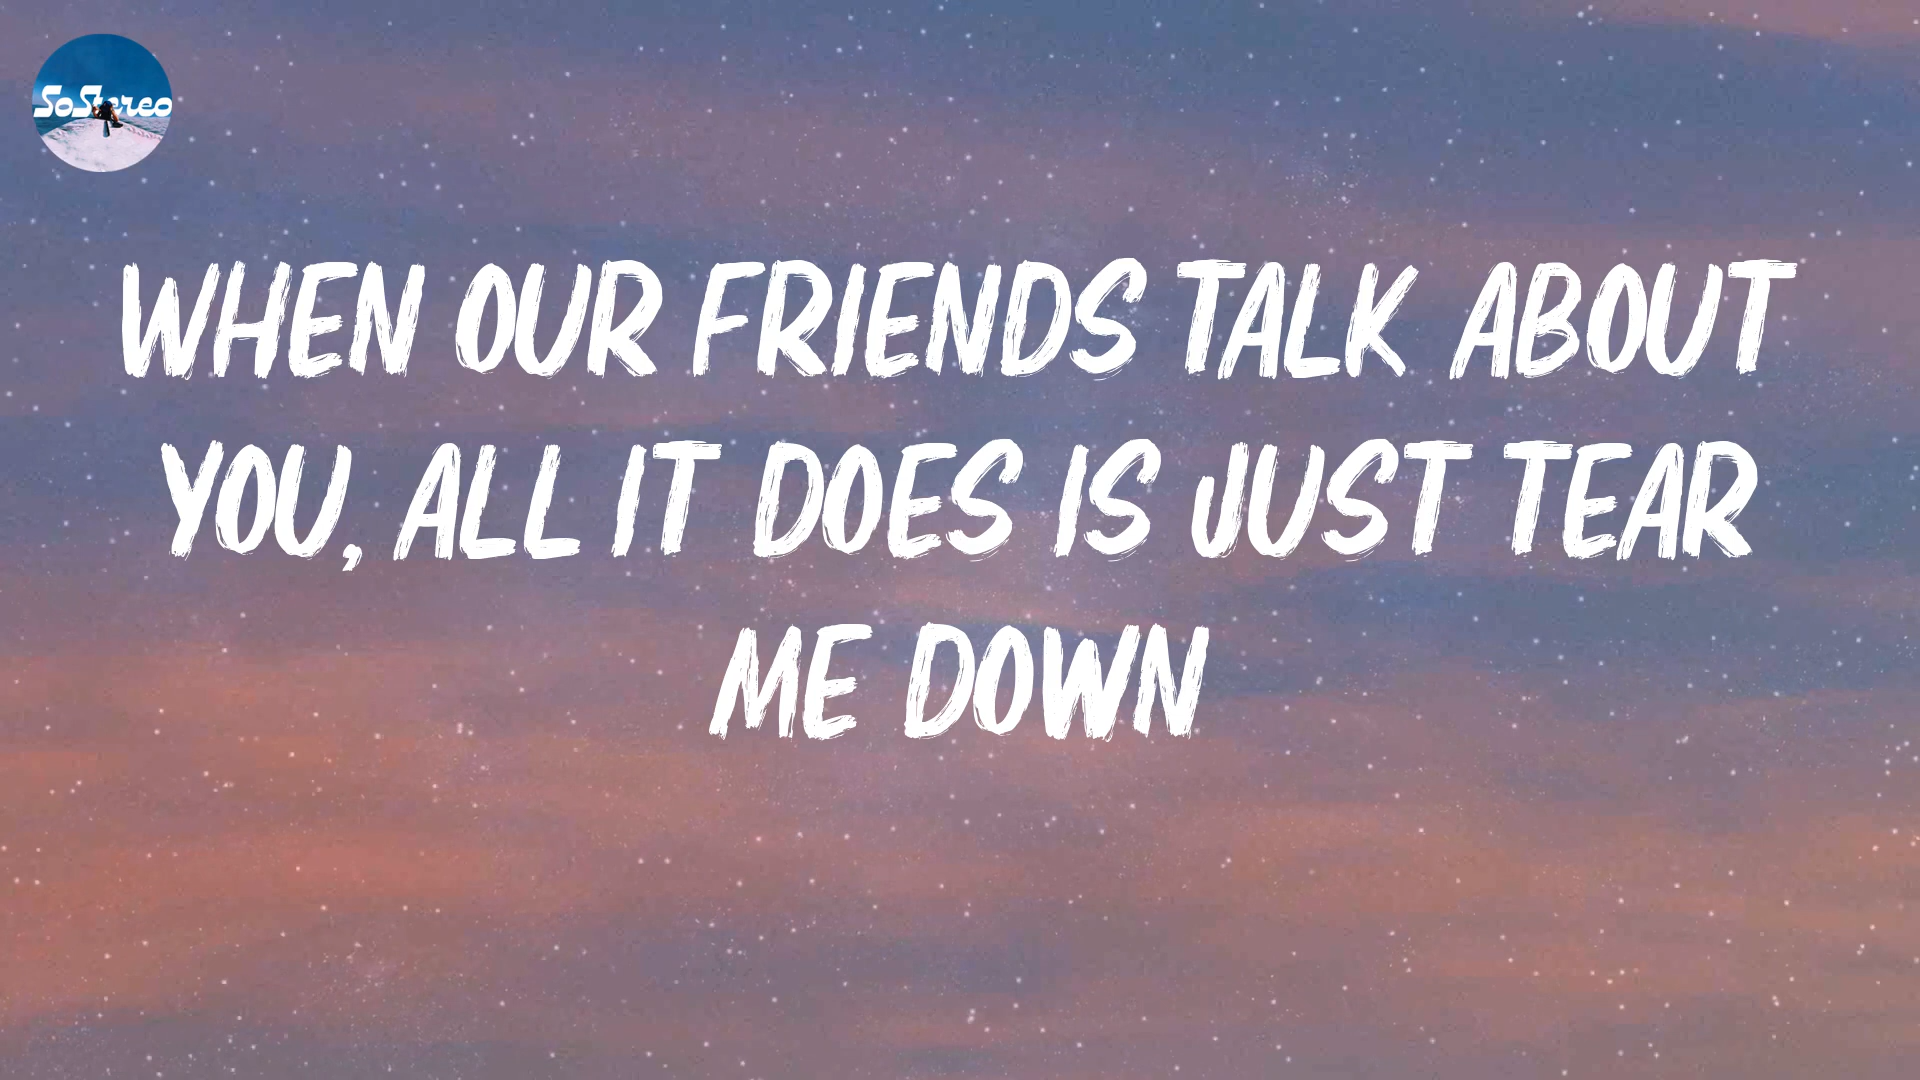 SoStereo
WHEN OUR FRIENDS TALK ABOUT
YOU, ALL IT DOES IS JUST TEAR
ME DOWN